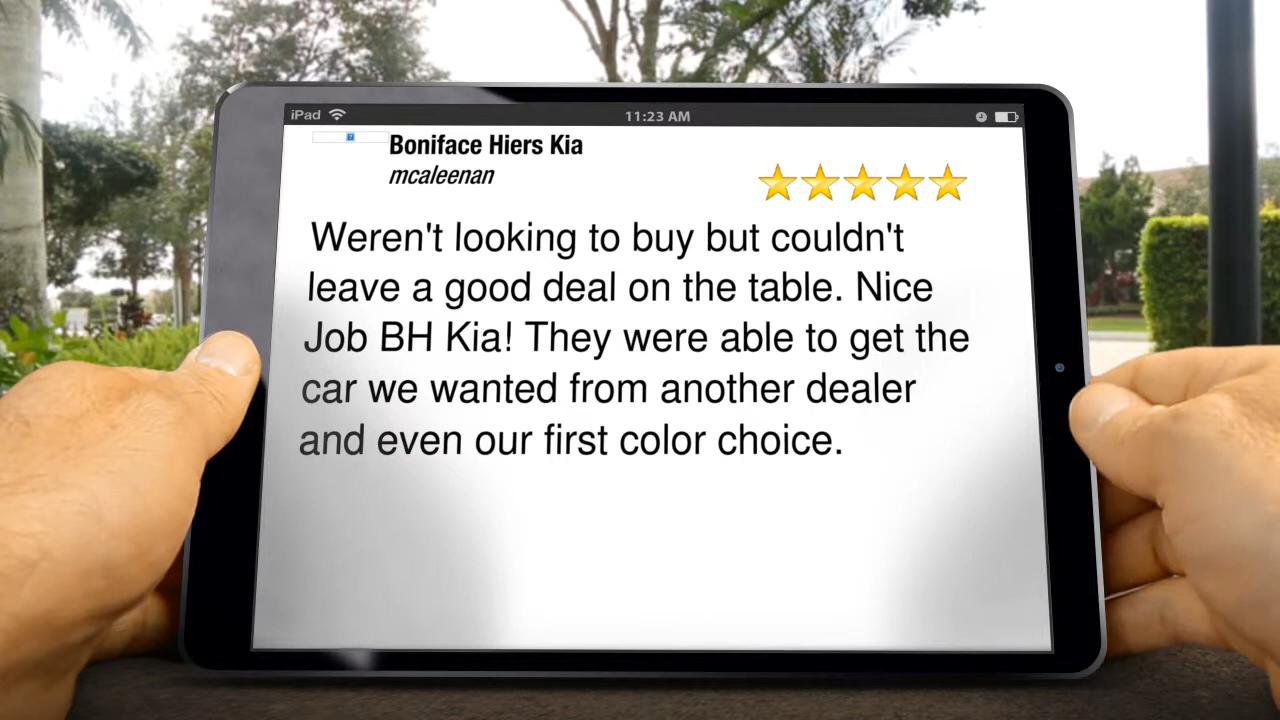 iPad
11:23 AM
Boniface Hiers Kia
mcaleenan
Weren't looking to buy but couldn't
leave a good deal on the table. Nice
Job BH Kia! They were able to get the
car we wanted from another dealer
and even our first color choice.